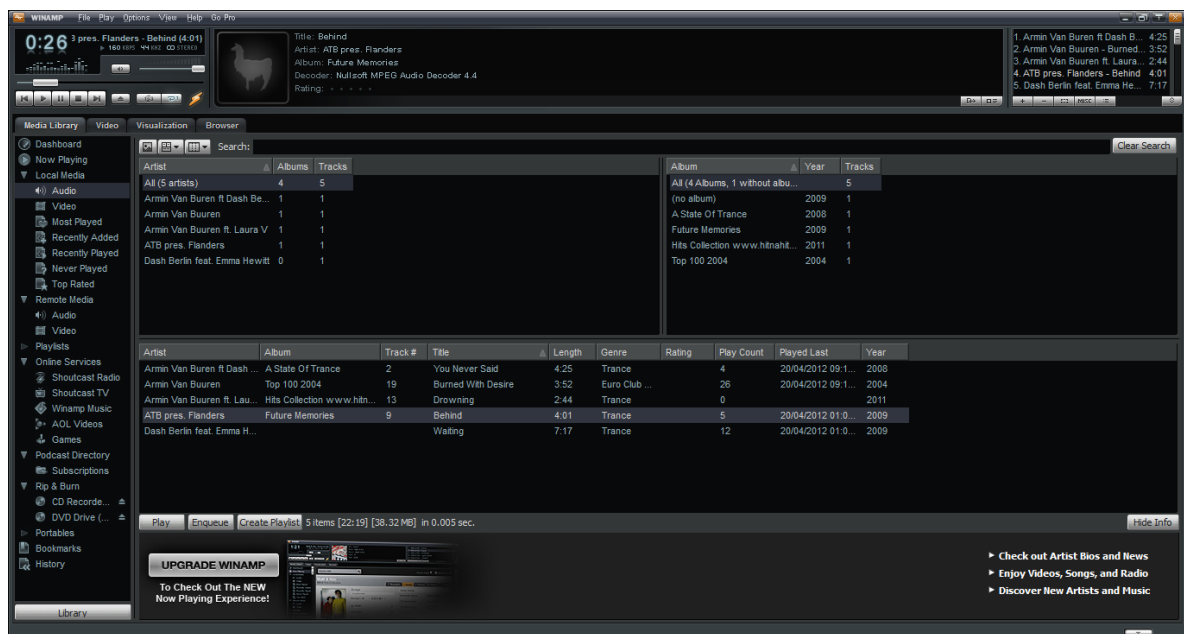 WINAMP File Play Options View Help Go Pro
0:26 3 pres. Flanders - Behind (4:01)
160 KBPS 44 KHZ STEREO
Title: Behind
Artist: ATB pres. Flanders
Album: Future Memories
Decoder: Nullsoft MPEG Audio Decoder 4.4
Rating:
1. Armin Van Buren ft Dash B... 4:25
2. Armin Van Buuren - Burned... 3:52
3. Armin Van Buuren ft. Laura... 2:44
4. ATB pres. Flanders - Behind 4:01
5. Dash Berlin feat. Emma He... 7:17
MISC
Media Library Video Visualization Browser
Dashboard
Now Playing
Local Media
Audio
Video
Most Played
Recently Added
Recently Played
Never Played
Top Rated
Remote Media
Audio
Video
Playlists
Online Services
Shoutcast Radio
Shoutcast TV
Winamp Music
AOL Videos
Games
Podcast Directory
Subscriptions
Rip & Burn
CD Recorde...
DVD Drive (...
Portables
Bookmarks
History
Library
Search: Clear Search
Artist Albums Tracks
All (5 artists) 4 5
Armin Van Buren ft Dash Be... 1 1
Armin Van Buuren 1 1
Armin Van Buuren ft. Laura V 1 1
ATB pres. Flanders 1 1
Dash Berlin feat. Emma Hewitt 0 1
Album Year Tracks
All (4 Albums, 1 without albu... 5
(no album) 2009 1
A State Of Trance 2008 1
Future Memories 2009 1
Hits Collection www.hitnahit... 2011 1
Top 100 2004 2004 1
Artist Album Track # Title Length Genre Rating Play Count Played Last Year
Armin Van Buren ft Dash ... A State Of Trance 2 You Never Said 4:25 Trance 4 20/04/2012 09:1... 2008
Armin Van Buuren Top 100 2004 19 Burned With Desire 3:52 Euro Club ... 26 20/04/2012 09:1... 2004
Armin Van Buuren ft. Lau... Hits Collection www.hitn... 13 Drowning 2:44 Trance 0 2011
ATB pres. Flanders Future Memories 9 Behind 4:01 Trance 5 20/04/2012 01:0... 2009
Dash Berlin feat. Emma H... Waiting 7:17 Trance 12 20/04/2012 01:0... 2009
Play Enqueue Create Playlist 5 items [22:19] [38.32 MB] in 0.005 sec. Hide Info
UPGRADE WINAMP
To Check Out The NEW
Now Playing Experience!
Check out Artist Bios and News
Enjoy Videos, Songs, and Radio
Discover New Artists and Music